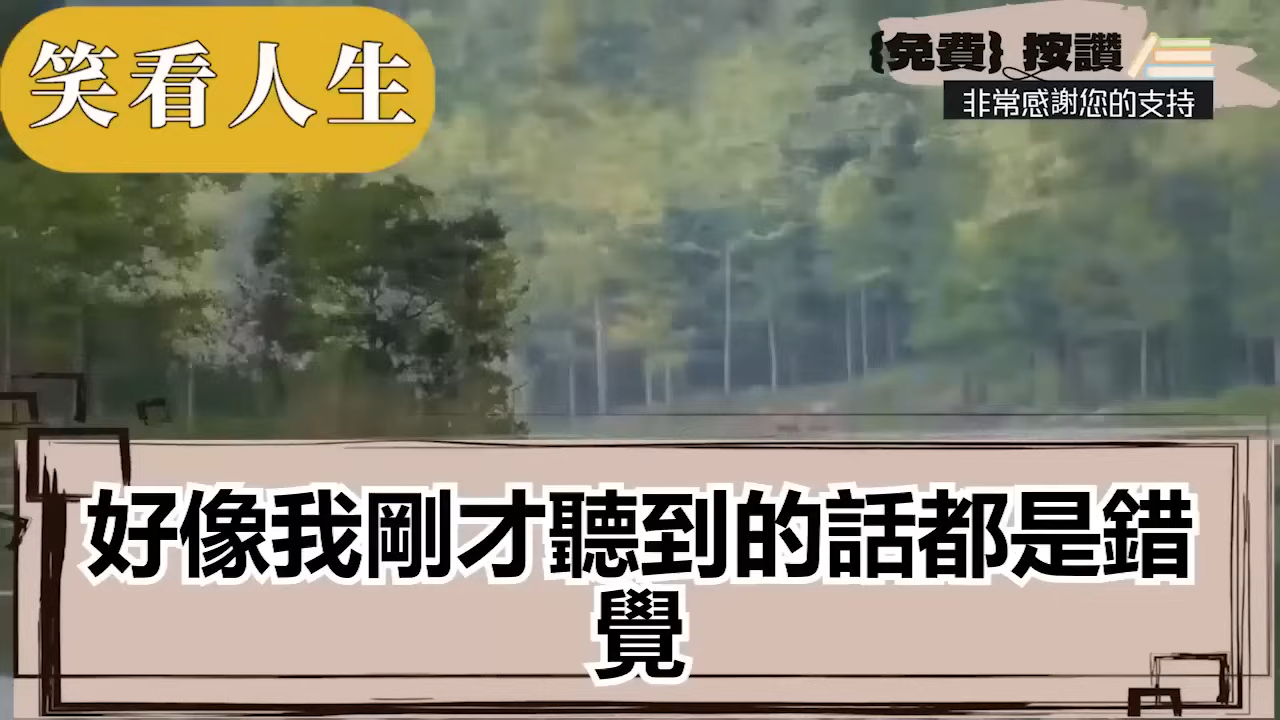 笑看人生
{免費} 按讚
非常感謝您的支持
好像我剛才聽到的話都是錯
覺